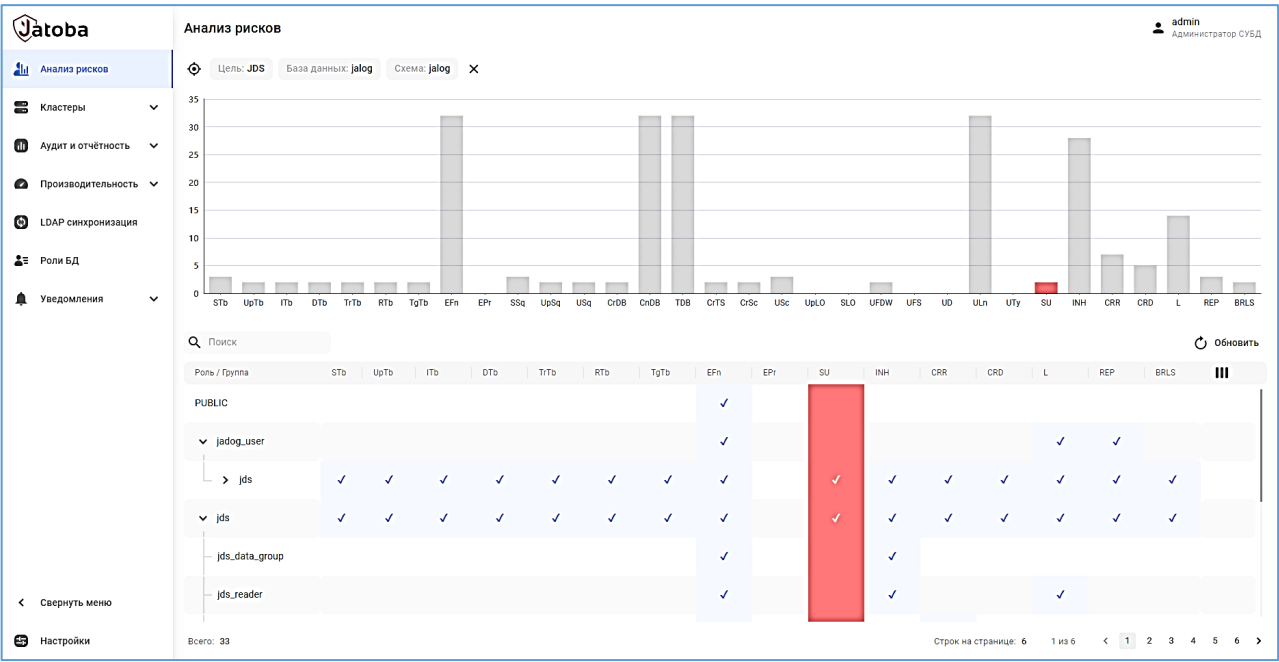 Jatoba
Анализ рисков
admin
Администратор СУБД
Анализ рисков
Кластеры
Аудит и отчётность
Производительность
LDAP синхронизация
Роли БД
Уведомления
Свернуть меню
Настройки
Цель: JDS База данных: jalog Схема: jalog
35
30
25
20
15
10
5
0
STb UpTb ITb DTb TrTb RTb TgTb EFn EPr SSq UpSq USq CrDB CnDB TDB CrTS CrSc USc UpLO SLO UFDW UFS UD ULn UTy SU INH CRR CRD L REP BRLS
Поиск
Обновить
Роль / Группа STb UpTb ITb DTb TrTb RTb TgTb EFn EPr SU INH CRR CRD L REP BRLS
PUBLIC
jadog_user
jds
jds
jds_data_group
jds_reader
Всего: 33
Строк на странице: 6 1 из 6 1 2 3 4 5 6